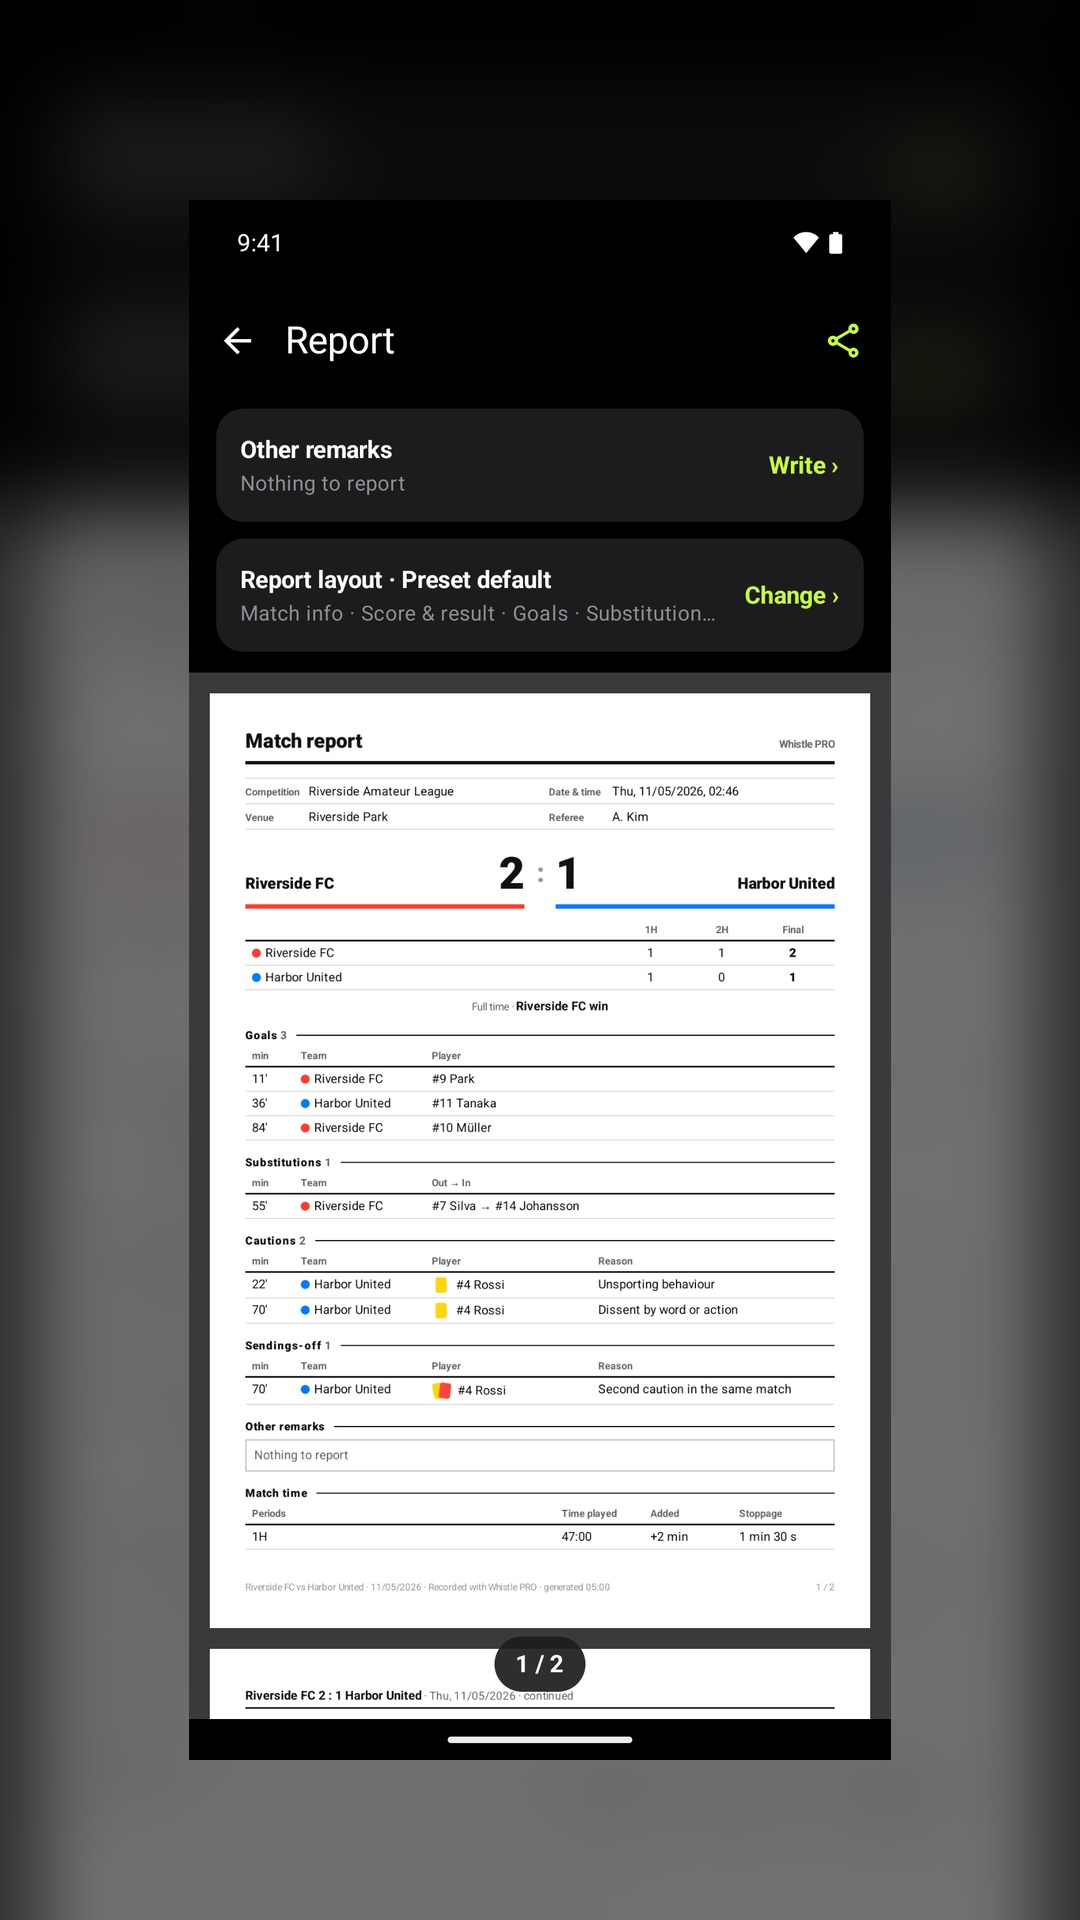 9:41
Report
Other remarks
Nothing to report
Write ›
Report layout · Preset default
Match info · Score & result · Goals · Substitution…
Change ›
Match report
Whistle PRO
Competition Riverside Amateur League Date & time Thu, 11/05/2026, 02:46
Venue Riverside Park Referee A. Kim
Riverside FC 2 : 1 Harbor United
1H 2H Final
Riverside FC 1 1 2
Harbor United 1 0 1
Full time · Riverside FC win
Goals 3
min Team Player
11' Riverside FC #9 Park
36' Harbor United #11 Tanaka
84' Riverside FC #10 Müller
Substitutions 1
min Team Out → In
55' Riverside FC #7 Silva → #14 Johansson
Cautions 2
min Team Player Reason
22' Harbor United #4 Rossi Unsporting behaviour
70' Harbor United #4 Rossi Dissent by word or action
Sendings-off 1
min Team Player Reason
70' Harbor United #4 Rossi Second caution in the same match
Other remarks
Nothing to report
Match time
Periods Time played Added Stoppage
1H 47:00 +2 min 1 min 30 s
Riverside FC vs Harbor United · 11/05/2026 · Recorded with Whistle PRO · generated 05:00 1 / 2
1 / 2
Riverside FC 2 : 1 Harbor United · Thu, 11/05/2026 · continued